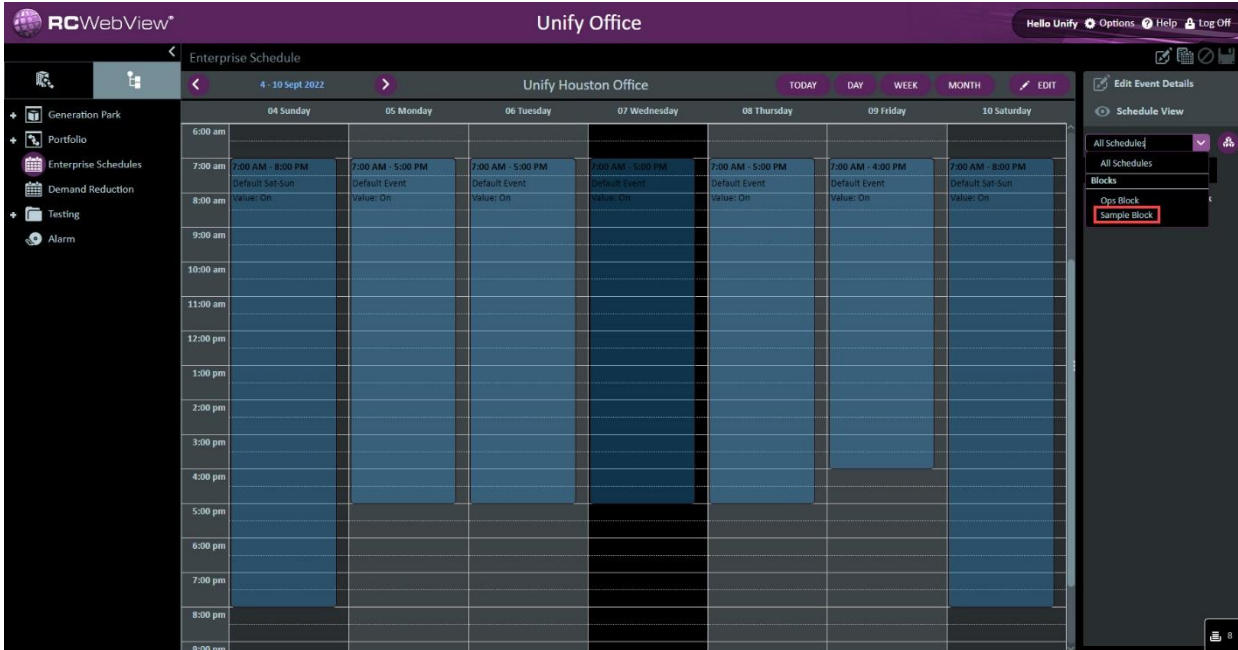 RCWebView®
Unify Office
Hello Unify Options Help Log Off
Enterprise Schedule
4 - 10 Sept 2022
Unify Houston Office
TODAY DAY WEEK MONTH EDIT
Edit Event Details
Schedule View
Generation Park
Portfolio
Enterprise Schedules
Demand Reduction
Testing
Alarm
04 Sunday 05 Monday 06 Tuesday 07 Wednesday 08 Thursday 09 Friday 10 Saturday
6:00 am
7:00 am
8:00 am
9:00 am
10:00 am
11:00 am
12:00 pm
1:00 pm
2:00 pm
3:00 pm
4:00 pm
5:00 pm
6:00 pm
7:00 pm
8:00 pm
9:00 pm
7:00 AM - 8:00 PM
Default Sat-Sun
Value: On
7:00 AM - 5:00 PM
Default Event
Value: On
7:00 AM - 5:00 PM
Default Event
Value: On
7:00 AM - 5:00 PM
Default Event
Value: On
7:00 AM - 5:00 PM
Default Event
Value: On
7:00 AM - 4:00 PM
Default Event
Value: On
7:00 AM - 8:00 PM
Default Sat-Sun
Value: On
All Schedules
All Schedules
Blocks
Ops Block
Sample Block
8